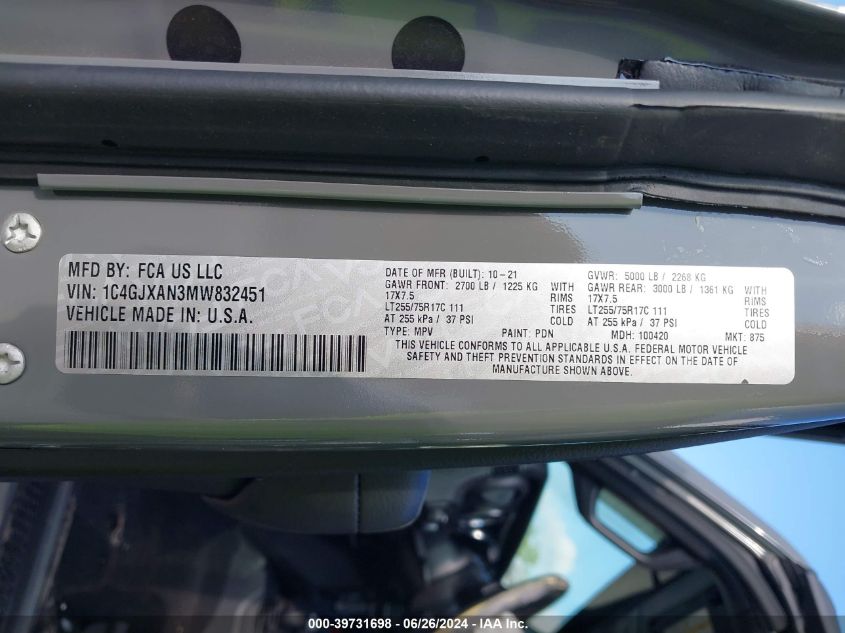 MFD BY: FCA US LLC
VIN: 1C4GJXAN3MW832451
VEHICLE MADE IN: U.S.A.
DATE OF MFR (BUILT): 10-21
GAWR FRONT: 2700 LB / 1225 KG WITH
17X7.5 TIRES
LT255/75R17C 111
AT 255 kPa / 37 PSI COLD
TYPE: MPV PAINT: PDN
GVWR: 5000 LB / 2268 KG
GAWR REAR: 3000 LB / 1361 KG WITH
17X7.5 TIRES
LT255/75R17C 111
AT 255 kPa / 37 PSI COLD
MDH: 100420 MKT: 875
THIS VEHICLE CONFORMS TO ALL APPLICABLE U.S.A. FEDERAL MOTOR VEHICLE
SAFETY AND THEFT PREVENTION STANDARDS IN EFFECT ON THE DATE OF
MANUFACTURE SHOWN ABOVE.
000-39731698 - 06/26/2024 - IAA Inc.